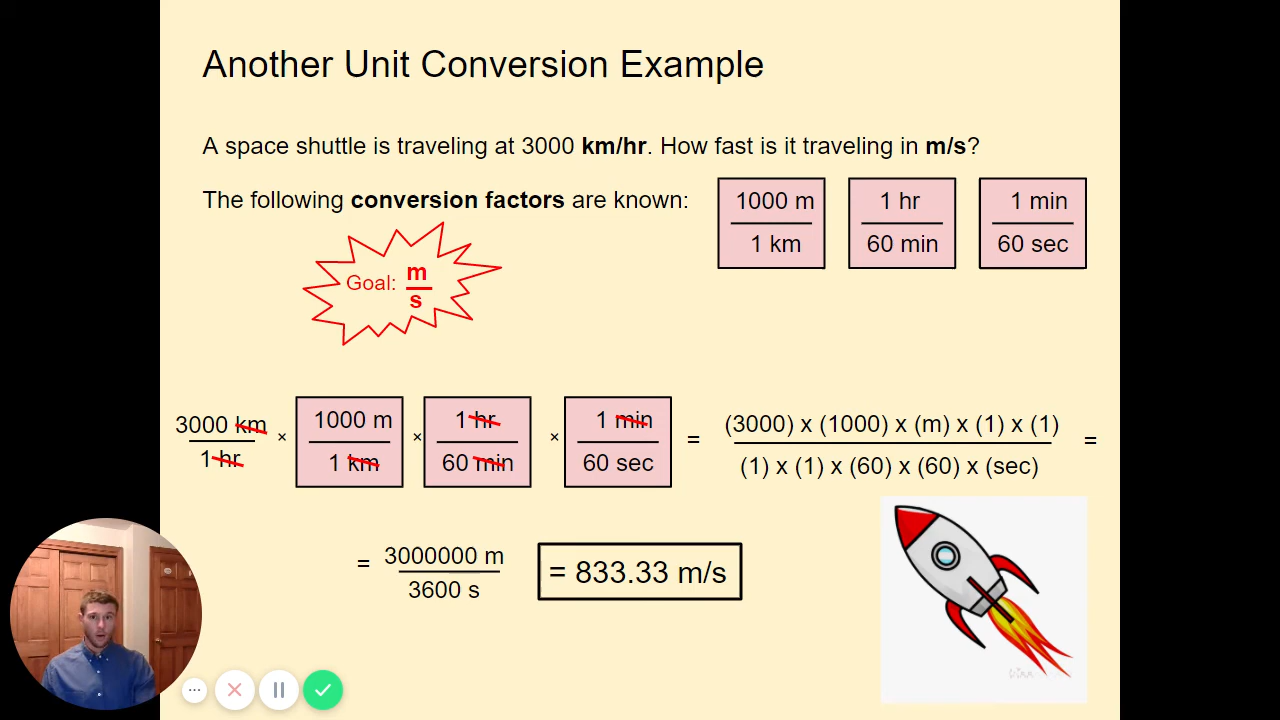 Another Unit Conversion Example
A space shuttle is traveling at 3000 km/hr. How fast is it traveling in m/s?
The following conversion factors are known:
1000 m
1 km
1 hr
60 min
1 min
60 sec
Goal: m
s
3000 km
1 hr
×
1000 m
1 km
×
1 hr
60 min
×
1 min
60 sec
=
(3000) x (1000) x (m) x (1) x (1)
(1) x (1) x (60) x (60) x (sec)
=
= 3000000 m
3600 s
= 833.33 m/s